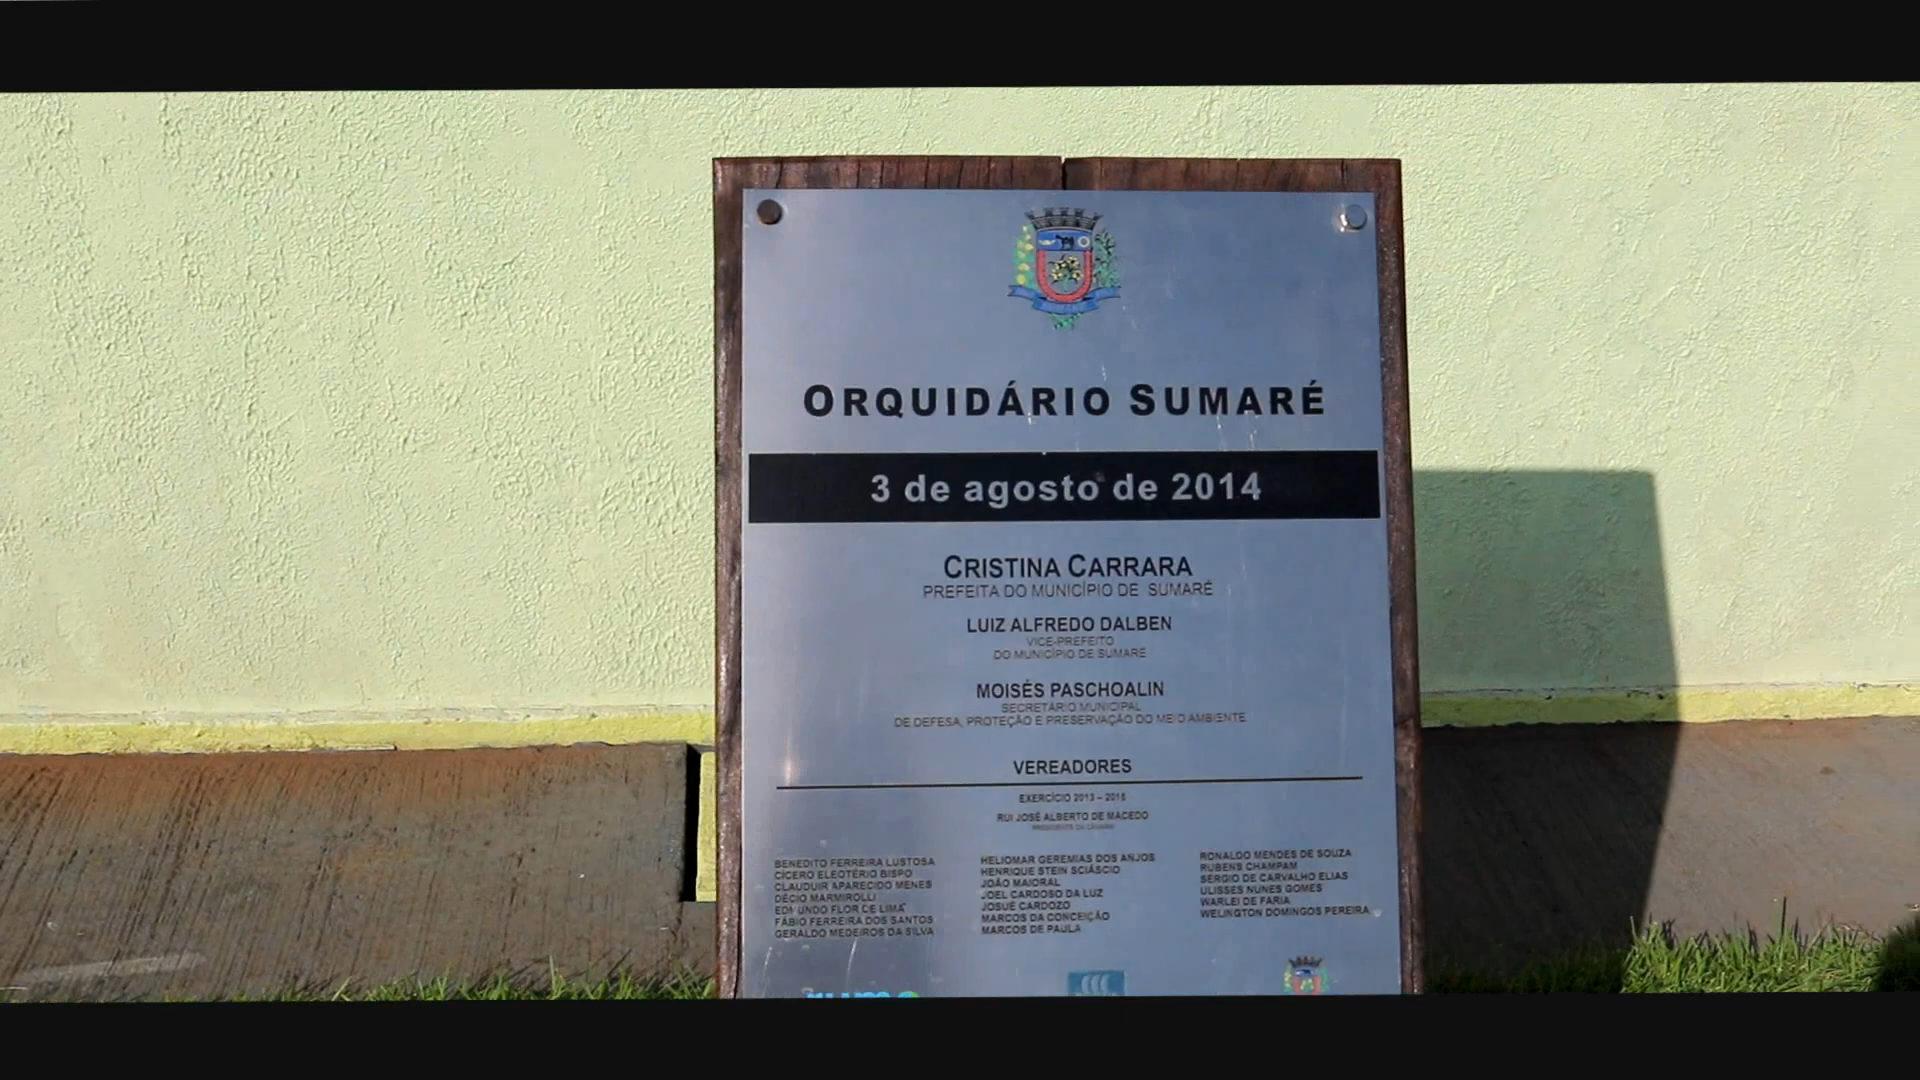 ORQUIDÁRIO SUMARÉ
3 de agosto de 2014
CRISTINA CARRARA
PREFEITA DO MUNICÍPIO DE SUMARÉ
LUIZ ALFREDO DALBEN
VICE-PREFEITO
DO MUNICÍPIO DE SUMARÉ
MOISÉS PASCHOALIN
SECRETÁRIO MUNICIPAL
DE DEFESA, PROTEÇÃO E PRESERVAÇÃO DO MEIO AMBIENTE
VEREADORES
EXERCÍCIO 2013 – 2016
RUI JOSÉ ALBERTO DE MACEDO
PRESIDENTE DA CÂMARA
BENEDITO FERREIRA LUSTOSA
CÍCERO ELEOTÉRIO BISPO
CLAUDUIR APARECIDO MENES
DÉCIO MARMIROLLI
EDMUNDO FLOR DE LIMA
FÁBIO FERREIRA DOS SANTOS
GERALDO MEDEIROS DA SILVA
HELIOMAR GEREMIAS DOS ANJOS
HENRIQUE STEIN SCIÁSCIO
JOÃO MAIORAL
JOEL CARDOSO DA LUZ
JOSUÉ CARDOZO
MARCOS DA CONCEIÇÃO
MARCOS DE PAULA
RONALDO MENDES DE SOUZA
RUBENS CHAMPAM
SÉRGIO DE CARVALHO ELIAS
ULISSES NUNES GOMES
WARLEI DE FARIA
WELINGTON DOMINGOS PEREIRA